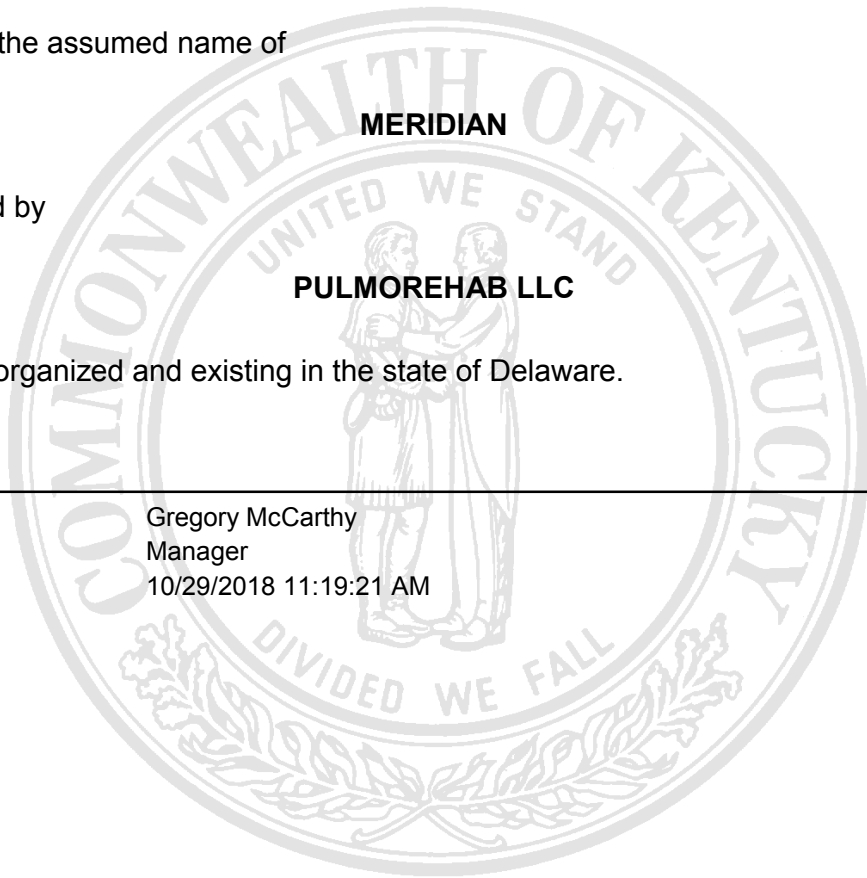 the assumed name of
MERIDIAN
d by
PULMOREHAB LLC
organized and existing in the state of Delaware.
Gregory McCarthy
Manager
10/29/2018 11:19:21 AM
COMMONWEALTH OF KENTUCKY
UNITED WE STAND
DIVIDED WE FALL